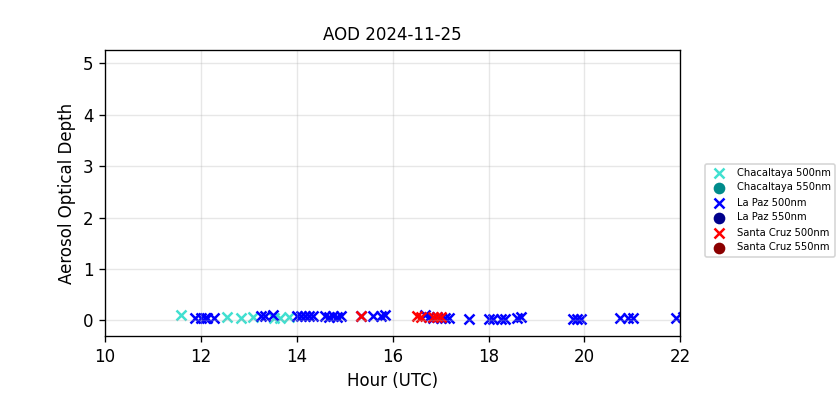 AOD 2024-11-25
5
4
3
2
1
0
Aerosol Optical Depth
10 12 14 16 18 20 22
Hour (UTC)
Chacaltaya 500nm
Chacaltaya 550nm
La Paz 500nm
La Paz 550nm
Santa Cruz 500nm
Santa Cruz 550nm